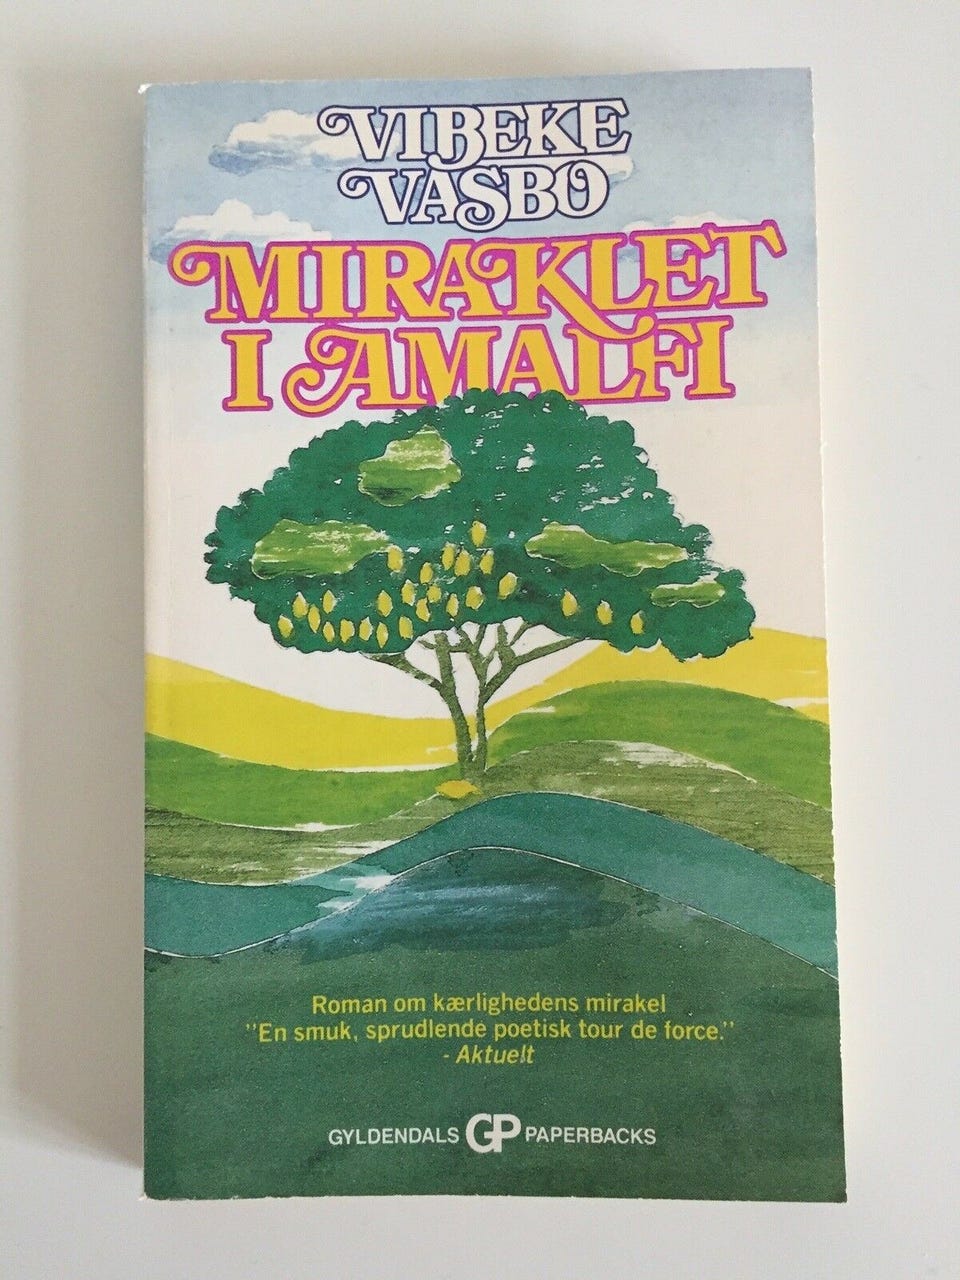 VIBEKE
VASBO
MIRAKLET
I AMALFI
Roman om kærlighedens mirakel
"En smuk, sprudlende poetisk tour de force."
- Aktuelt
GYLDENDALS GP PAPERBACKS